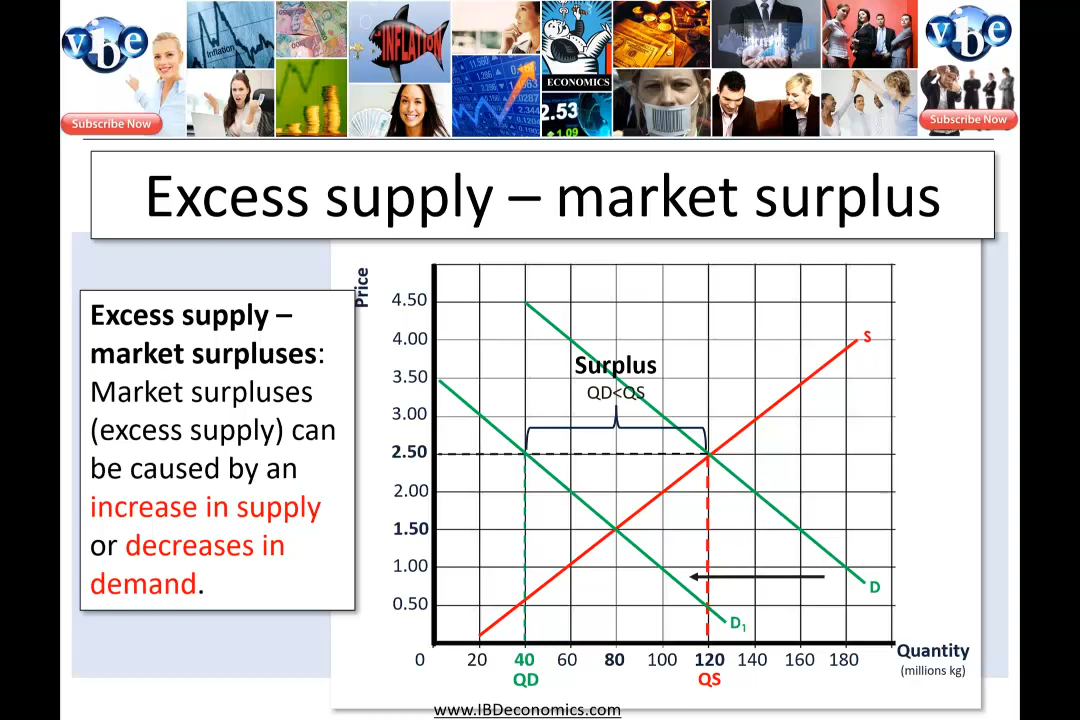 vbe
Inflation
INFLATION
ECONOMICS
2.53
1.09
vbe
Subscribe Now
Subscribe Now
Excess supply – market surplus
Excess supply –
market surpluses:
Market surpluses
(excess supply) can
be caused by an
increase in supply
or decreases in
demand.
Price
4.50
4.00
3.50
3.00
2.50
2.00
1.50
1.00
0.50
Surplus
QD<QS
S
D
D₁
0 20 40 60 80 100 120 140 160 180
QD QS
Quantity
(millions kg)
www.IBDeconomics.com